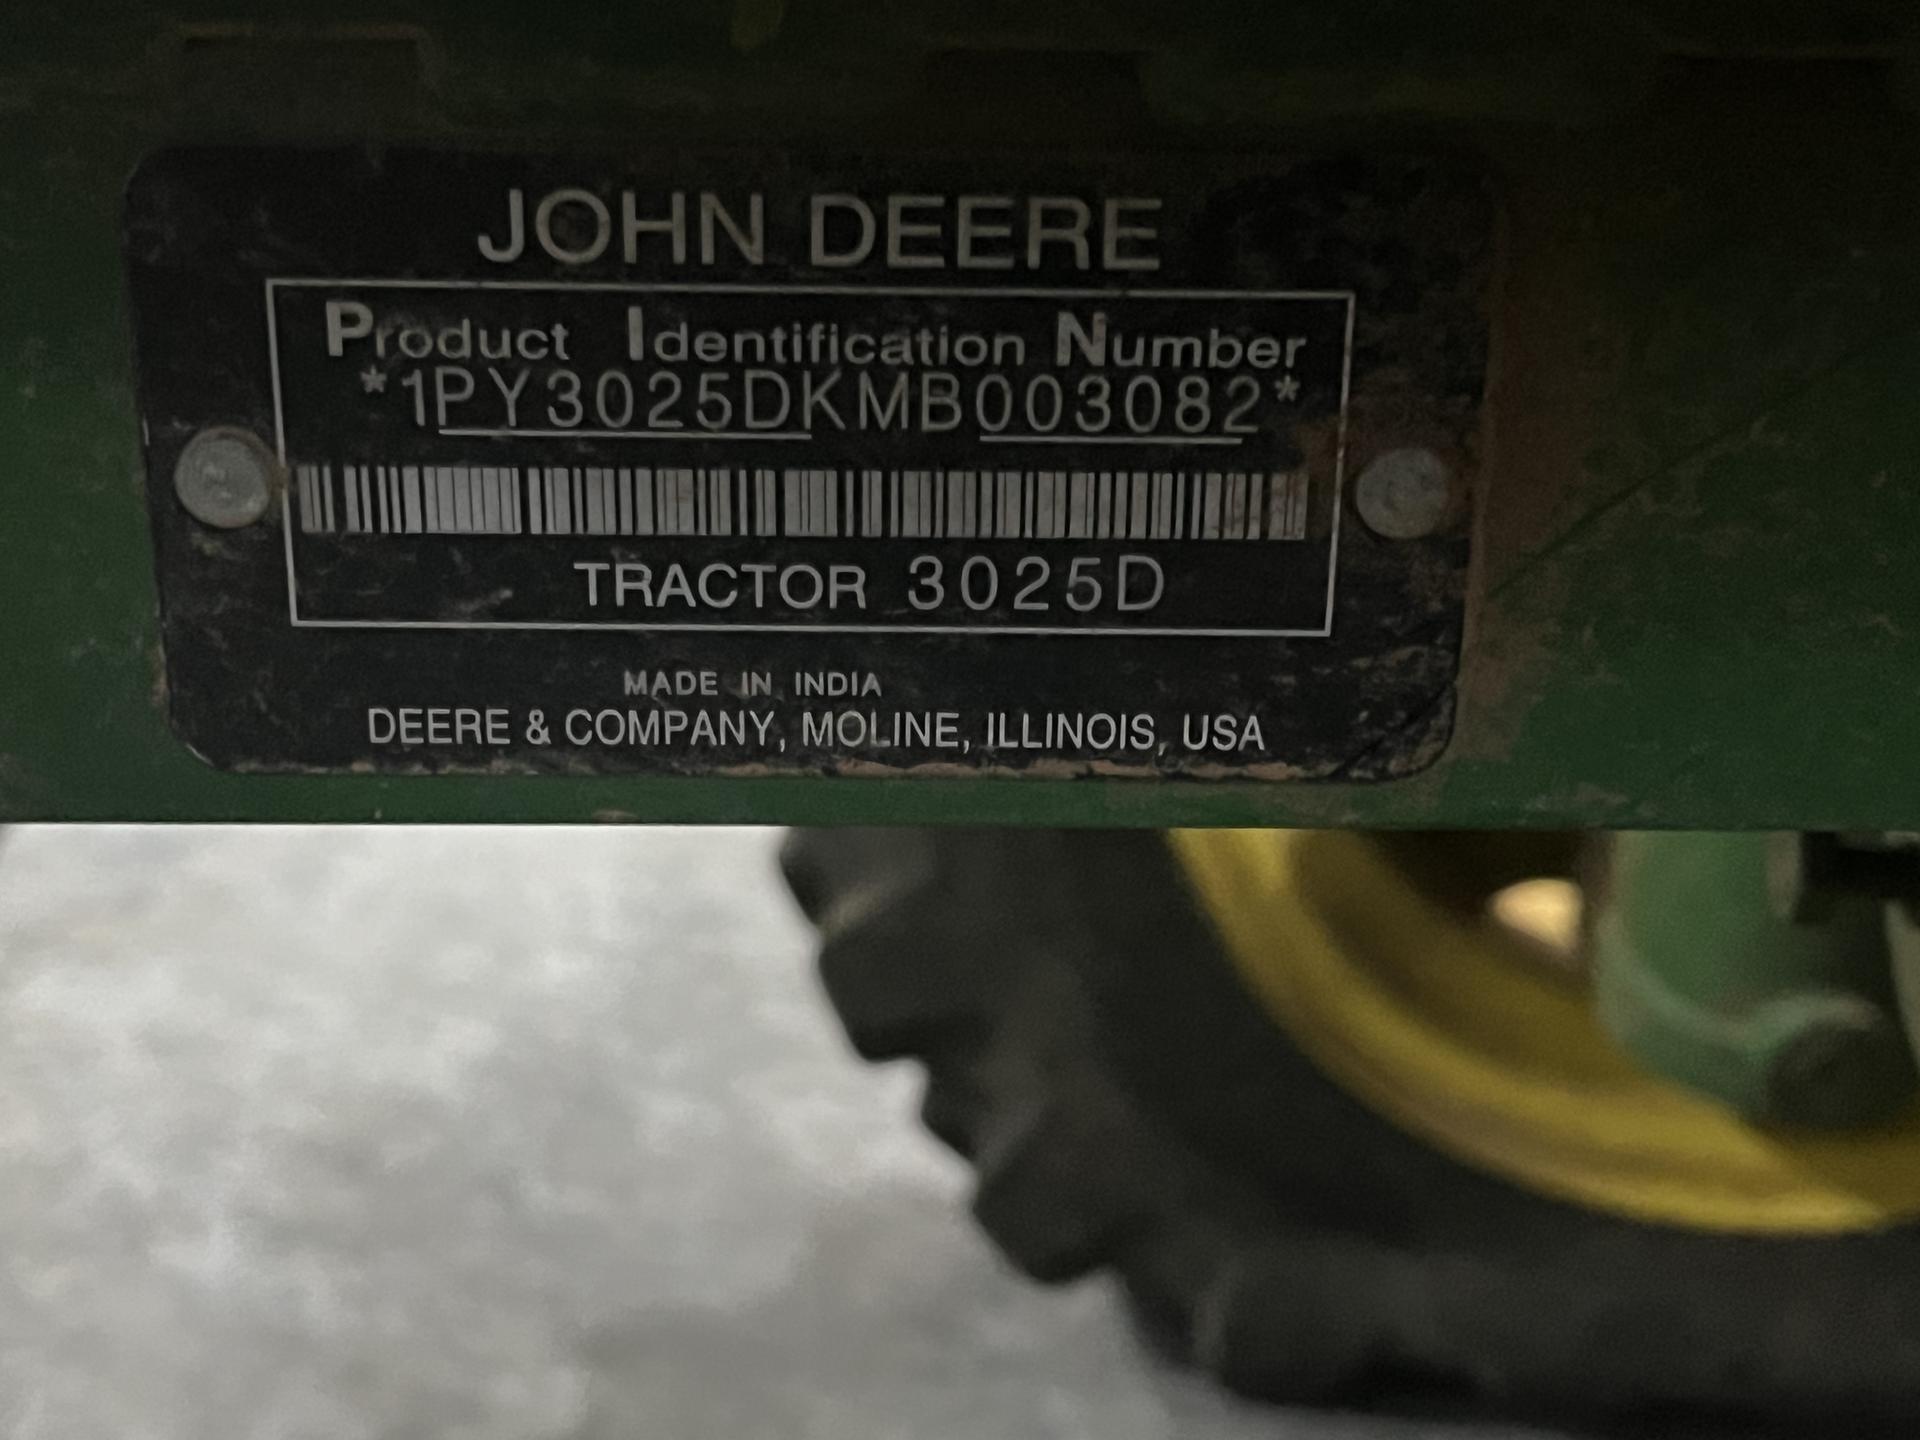 JOHN DEERE
Product Identification Number
*1PY3025DKMB003082*
TRACTOR 3025D
MADE IN INDIA
DEERE & COMPANY, MOLINE, ILLINOIS, USA